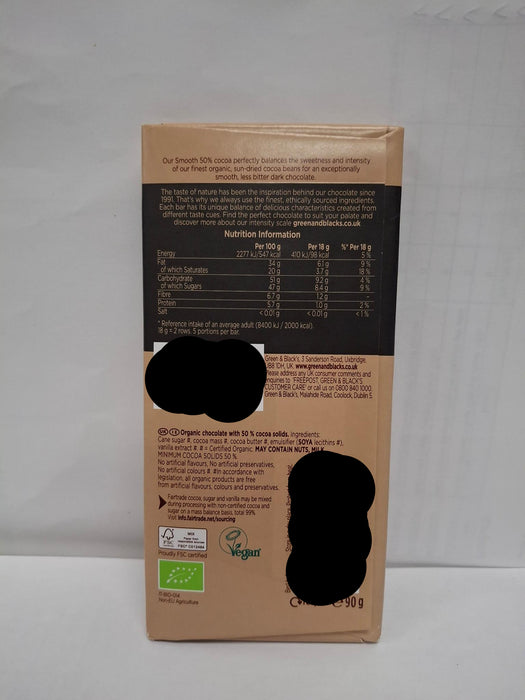 Our Smooth 50% cocoa perfectly balances the sweetness and intensity
of our finest organic, sun-dried cocoa beans for an exceptionally
smooth, less bitter dark chocolate.
The taste of nature has been the inspiration behind our chocolate since
1991. That's why we always use the finest, ethically sourced ingredients.
Each bar has its unique balance of delicious characteristics created from
different taste cues. Find the perfect chocolate to suit your palate and
discover more about our intensity scale greenandblacks.co.uk
Nutrition Information
Per 100 g Per 18 g %* Per 18 g
Energy 2277 kJ/547 kcal 410 kJ/98 kcal 5 %
Fat 34 g 6.1 g 9 %
of which Saturates 20 g 3.7 g 18 %
Carbohydrate 51 g 9.2 g 4 %
of which Sugars 47 g 8.4 g 9 %
Fibre 6.7 g 1.2 g -
Protein 5.7 g 1.0 g 2 %
Salt <0.01 g <0.01 g <1 %
* Reference intake of an average adult (8400 kJ / 2000 kcal).
18 g = 2 rows. 5 portions per bar.
Green & Black's, 3 Sanderson Road, Uxbridge,
UB8 1DH, UK. www.greenandblacks.co.uk
Please address any UK consumer comments and
enquiries to 'FREEPOST, GREEN & BLACK'S
CUSTOMER CARE' or call us on 0800 840 1000.
Green & Black's, Malahide Road, Coolock, Dublin 5.
Organic chocolate with 50 % cocoa solids. Ingredients:
Cane sugar #, cocoa mass #, cocoa butter #, emulsifier (SOYA lecithins #),
vanilla extract #. # = Certified Organic. MAY CONTAIN NUTS, MILK
MINIMUM COCOA SOLIDS 50 %
No artificial flavours, No artificial preservatives,
No artificial colours #. #In accordance with
legislation, all organic products are free
from artificial flavours, colours and preservatives.
Fairtrade cocoa, sugar and vanilla may be mixed
during processing with non-certified cocoa and
sugar on a mass balance basis, total 99%.
Visit info.fairtrade.net/sourcing
FSC
MIX
FSC® C012484
Proudly FSC certified
Vegan
IT-BIO-014
Non-EU Agriculture
e90 g